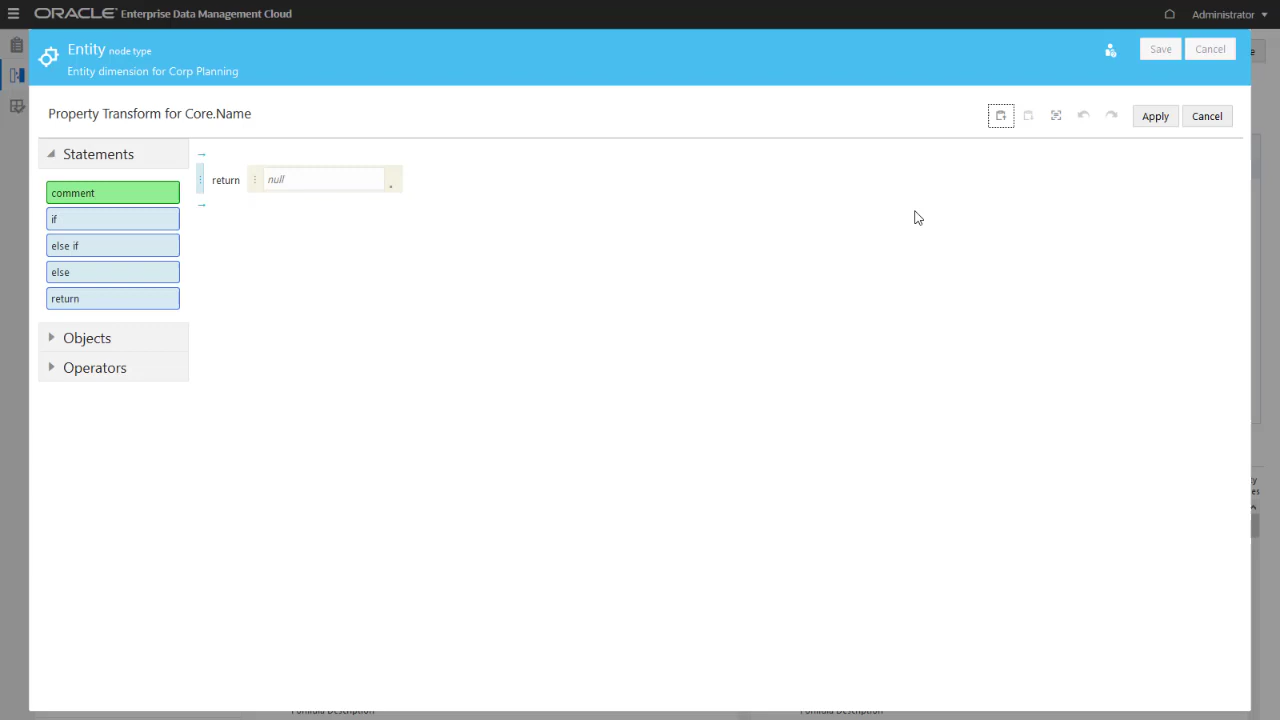 ORACLE Enterprise Data Management Cloud
Administrator
Entity node type
Entity dimension for Corp Planning
Save
Cancel
Property Transform for Core.Name
Apply
Cancel
Statements
comment
if
else if
else
return
Objects
Operators
return
null